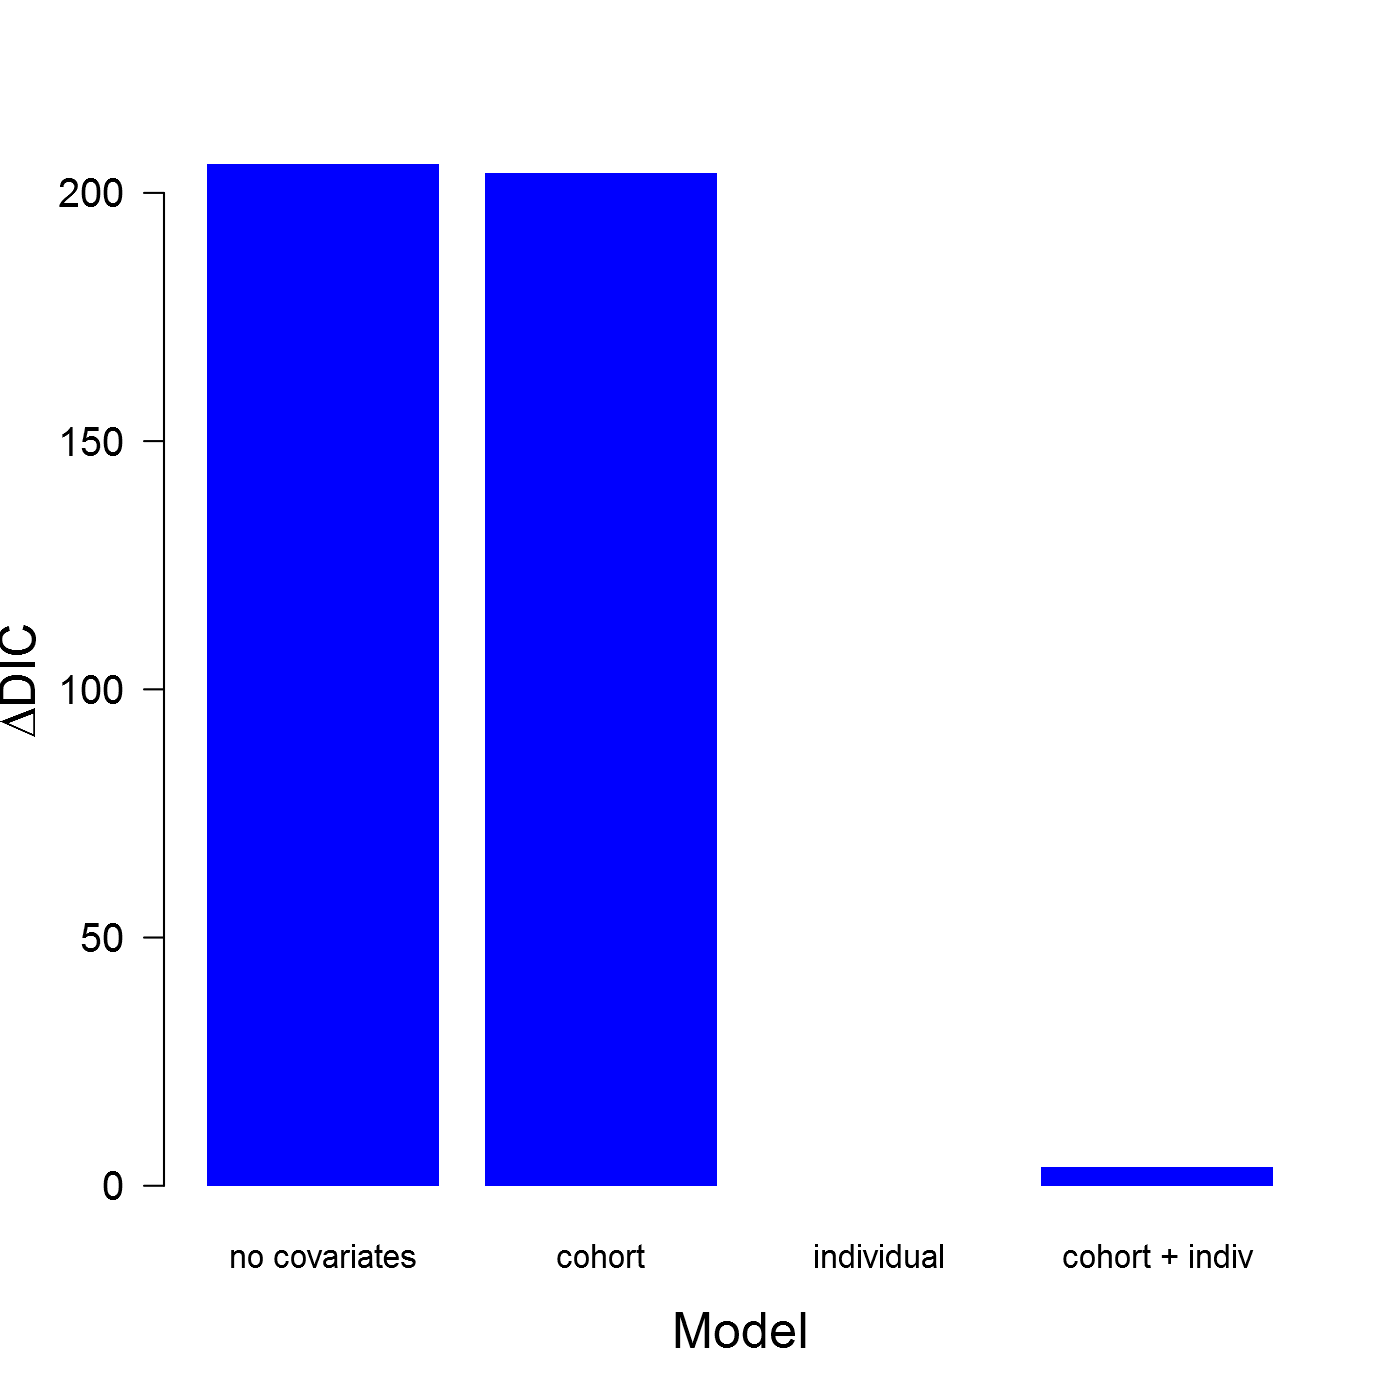 ΔDIC
200
150
100
50
0
no covariates
cohort
individual
cohort + indiv
Model